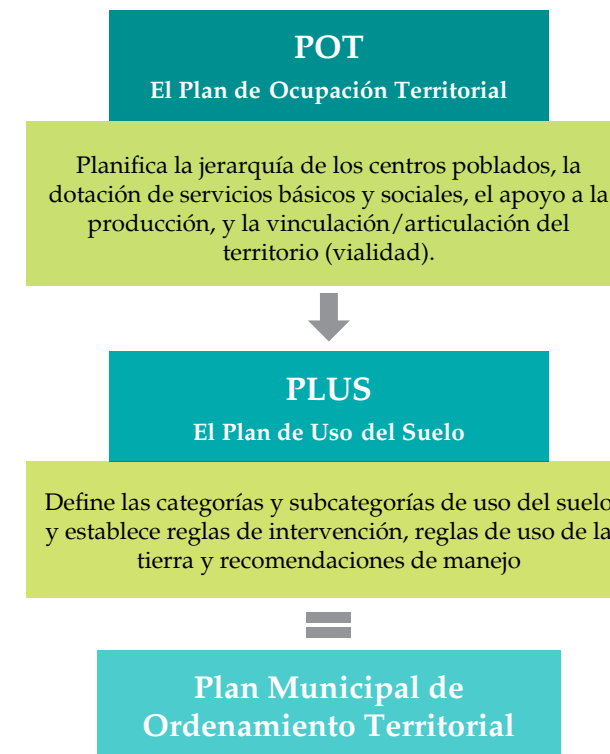 POT
El Plan de Ocupación Territorial
Planifica la jerarquía de los centros poblados, la
dotación de servicios básicos y sociales, el apoyo a la
producción, y la vinculación/articulación del
territorio (vialidad).
PLUS
El Plan de Uso del Suelo
Define las categorías y subcategorías de uso del suelo
y establece reglas de intervención, reglas de uso de la
tierra y recomendaciones de manejo
Plan Municipal de
Ordenamiento Territorial